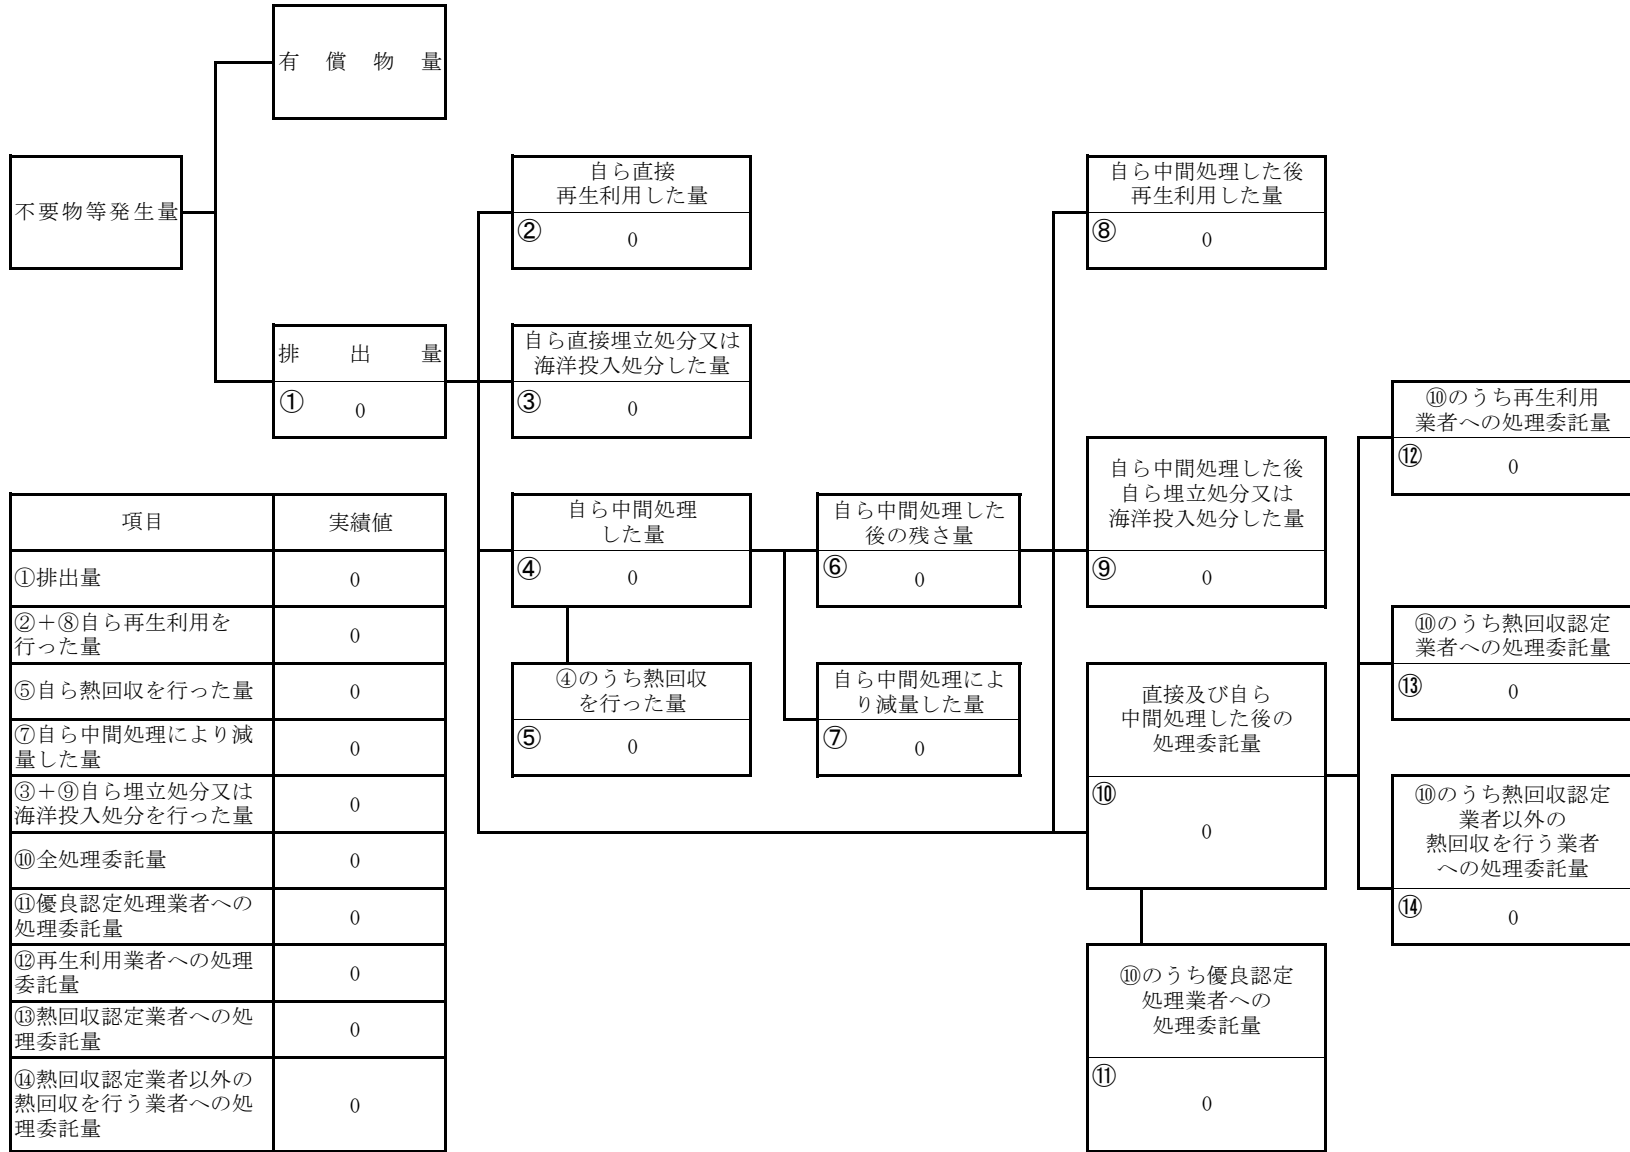 有償物量
不要物等発生量
自ら直接
再生利用した量
② 0
自ら中間処理した後
再生利用した量
⑧ 0
排出量
① 0
自ら直接埋立処分又は
海洋投入処分した量
③ 0
⑩のうち再生利用
業者への処理委託量
⑫ 0
自ら中間処理
した量
④ 0
自ら中間処理した
後の残さ量
⑥ 0
自ら中間処理した後
自ら埋立処分又は
海洋投入処分した量
⑨ 0
④のうち熱回収
を行った量
⑤ 0
自ら中間処理によ
り減量した量
⑦ 0
直接及び自ら
中間処理した後の
処理委託量
⑩
0
⑩のうち熱回収認定
業者への処理委託量
⑬ 0
⑩のうち熱回収認定
業者以外の
熱回収を行う業者
への処理委託量
⑭ 0
⑩のうち優良認定
処理業者への
処理委託量
⑪
0
項目 実績値
①排出量 0
②+⑧自ら再生利用を
行った量 0
⑤自ら熱回収を行った量 0
⑦自ら中間処理により減
量した量 0
③+⑨自ら埋立処分又は
海洋投入処分を行った量 0
⑩全処理委託量 0
⑪優良認定処理業者への
処理委託量 0
⑫再生利用業者への処理
委託量 0
⑬熱回収認定業者への処
理委託量 0
⑭熱回収認定業者以外の
熱回収を行う業者への処
理委託量 0